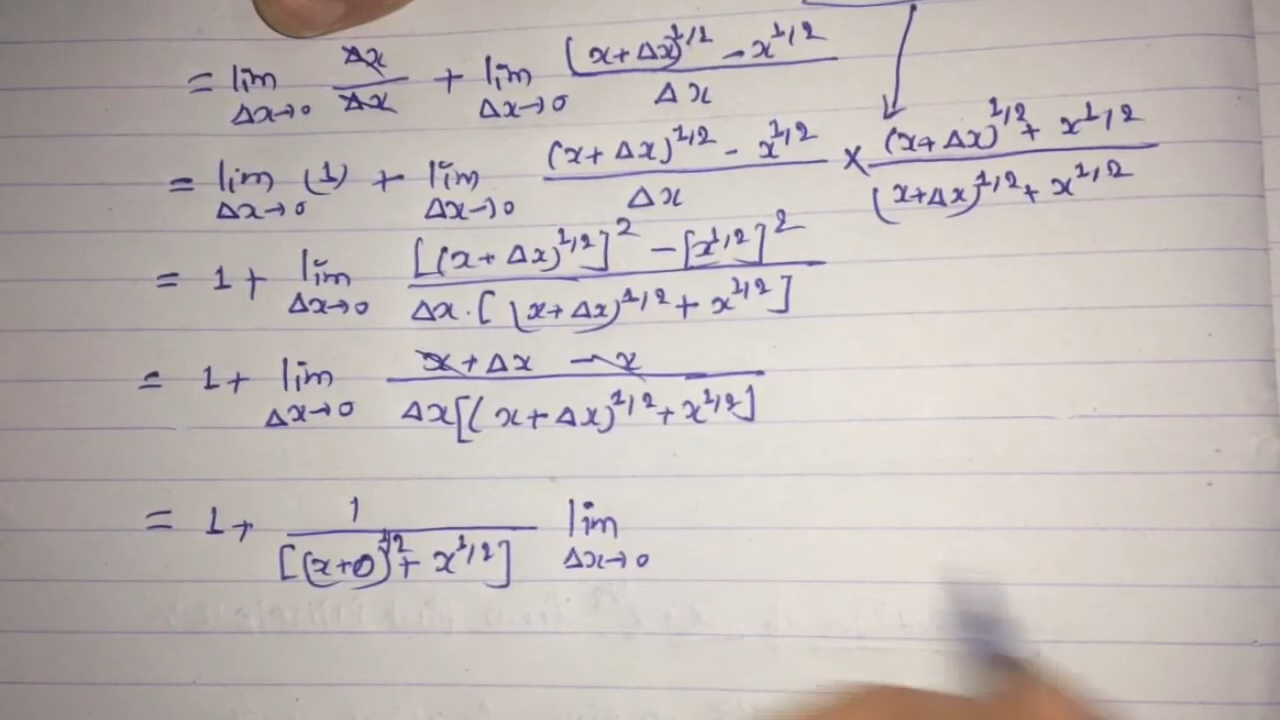 = lim Δx→0 Δx/Δx + lim Δx→0 (x+Δx)^1/2 - x^1/2 / Δx
= lim Δx→0 (1) + lim Δx→0 (x+Δx)^1/2 - x^1/2 / Δx × (x+Δx)^1/2 + x^1/2 / (x+Δx)^1/2 + x^1/2
= 1 + lim Δx→0 [(x+Δx)^1/2]^2 - [x^1/2]^2 / Δx.[(x+Δx)^1/2 + x^1/2]
= 1 + lim Δx→0 x+Δx - x / Δx[(x+Δx)^1/2 + x^1/2]
= 1 + 1 / [(x+0)^1/2 + x^1/2] lim Δx→0